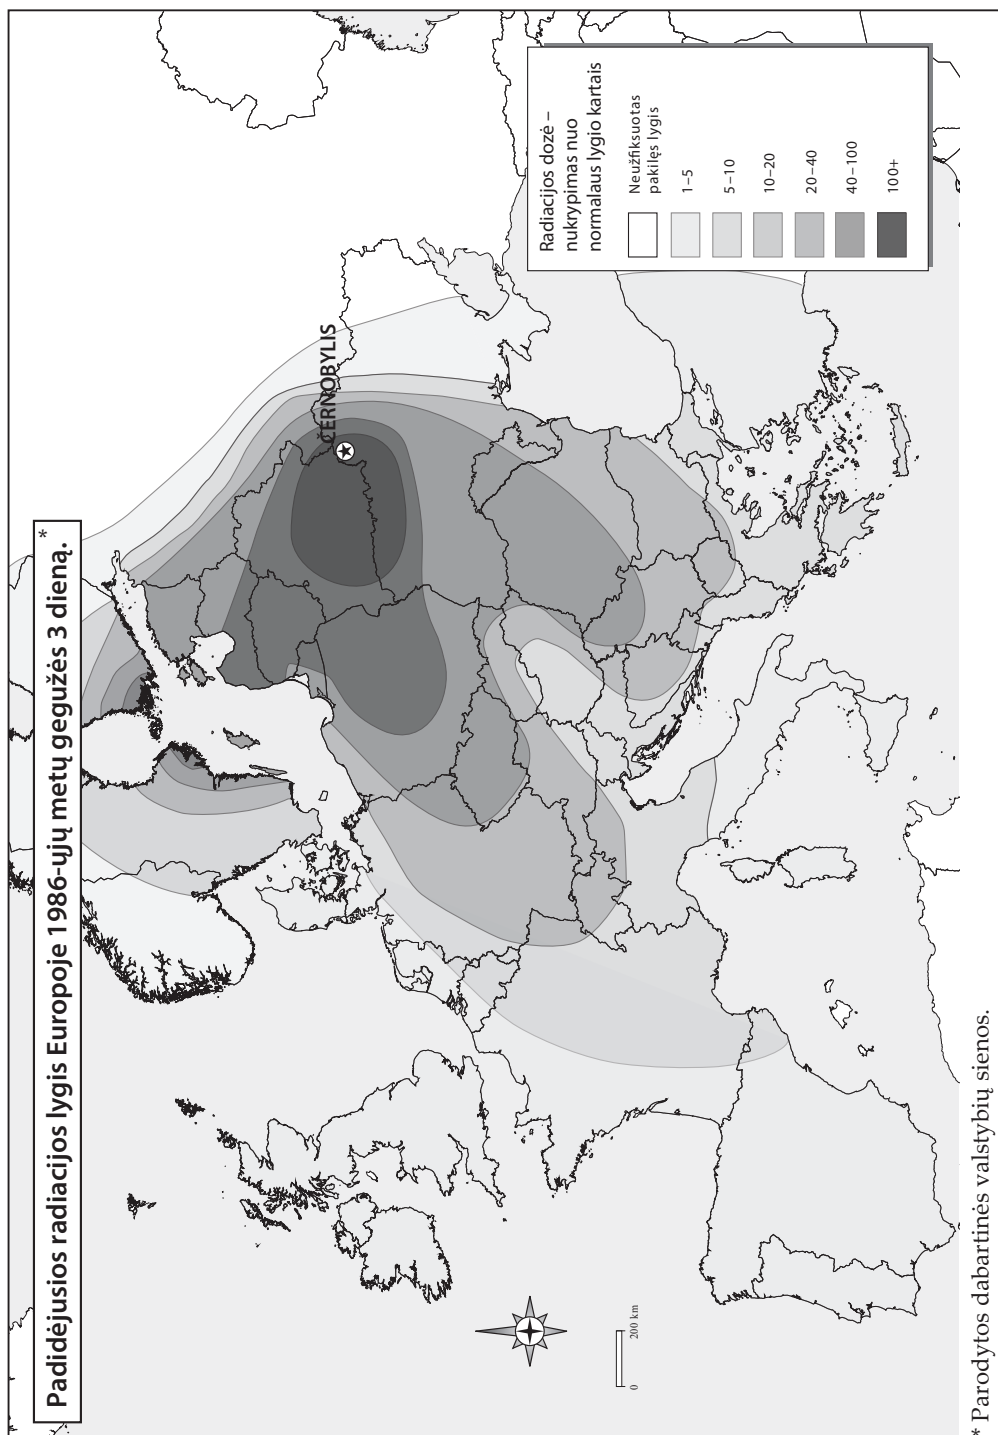 Padidėjusios radiacijos lygis Europoje 1986-ųjų metų gegužės 3 dieną.*
ČERNOBYLIS
Radiacijos dozė –
nukrypimas nuo
normalaus lygio kartais
Neužfiksuotas
pakilęs lygis
1–5
5–10
10–20
20–40
40–100
100+
0 200 km
* Parodytos dabartinės valstybių sienos.